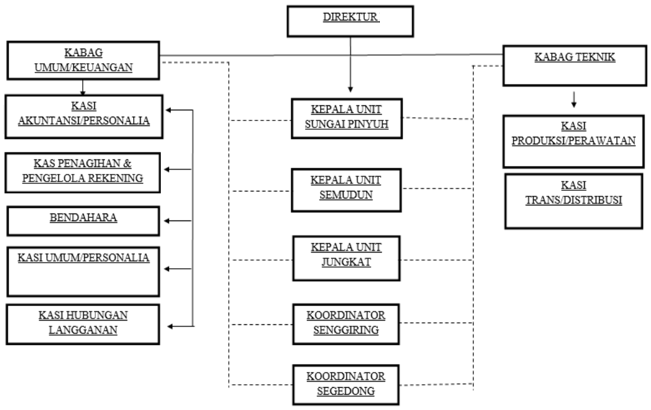 DIREKTUR
KABAG
UMUM/KEUANGAN
KABAG TEKNIK
KASI
AKUNTANSI/PERSONALIA
KAS PENAGIHAN &
PENGELOLA REKENING
BENDAHARA
KASI UMUM/PERSONALIA
KASI HUBUNGAN
LANGGANAN
KEPALA UNIT
SUNGAI PINYUH
KEPALA UNIT
SEMUDUN
KEPALA UNIT
JUNGKAT
KOORDINATOR
SENGGIRING
KOORDINATOR
SEGEDONG
KASI
PRODUKSI/PERAWATAN
KASI
TRANS/DISTRIBUSI